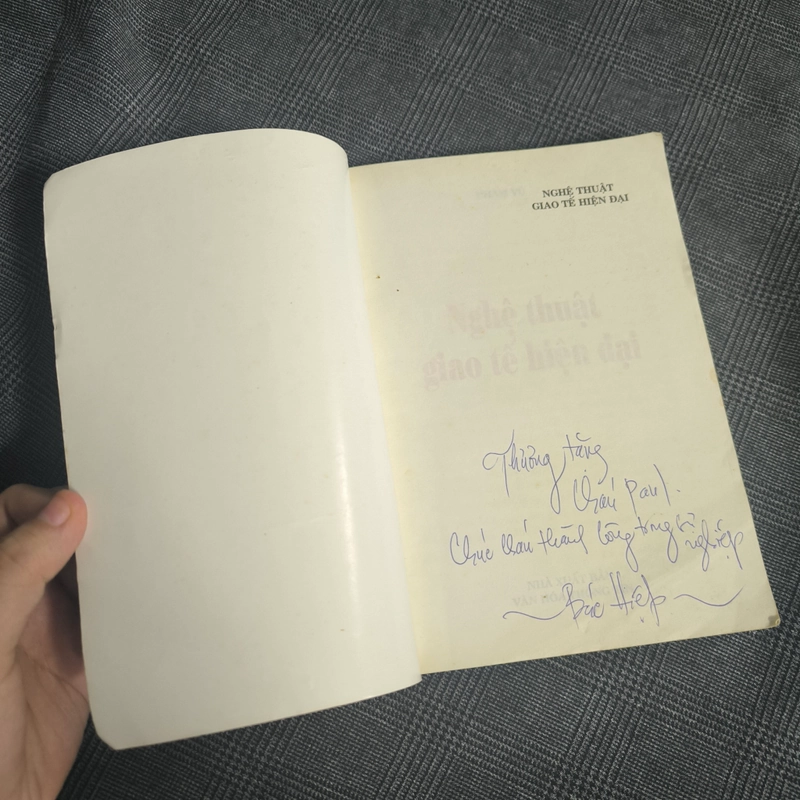 NGHỆ THUẬT
GIAO TẾ HIỆN ĐẠI
Nghệ thuật
giao tế hiện đại
Thương tặng
cháu Paul.
Chúc cháu thành công trong sự nghiệp
Bác Hiệp